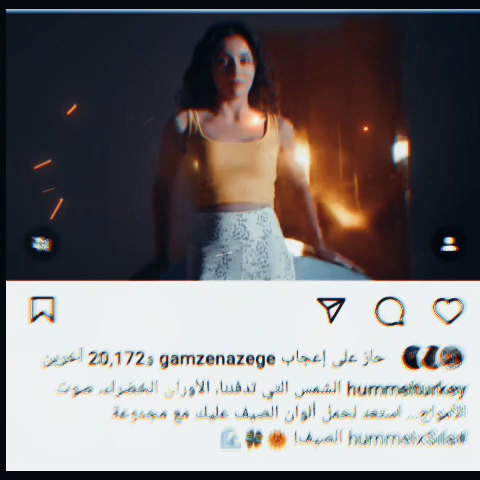 حاز على إعجاب gamzenazege و20,172 آخرين
hummelturkey الشمس التي تدفئنا، الأوراق الخضراء، صوت
الأمواج... استعد لحمل ألوان الصيف عليك مع مجموعة
#hummelxSıla الصيف! ☀️🌴🌊